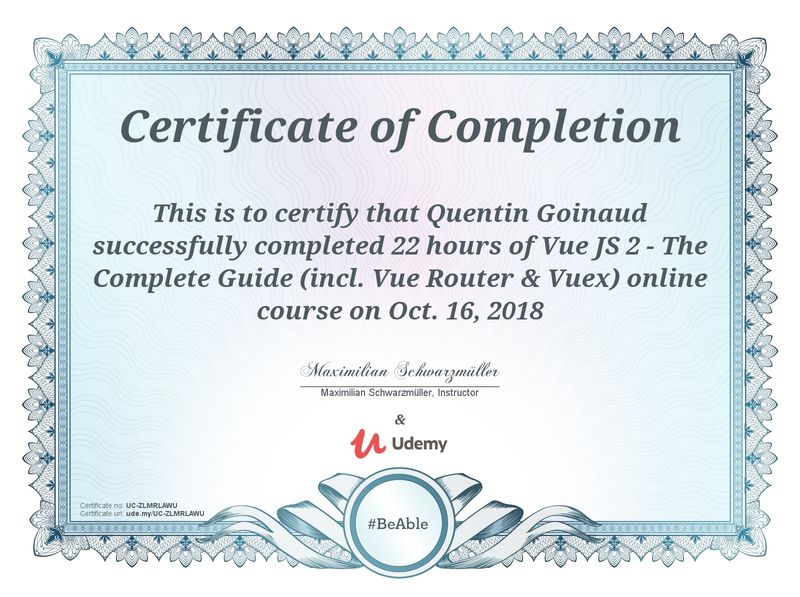 Certificate of Completion
This is to certify that Quentin Goinaud
successfully completed 22 hours of Vue JS 2 - The
Complete Guide (incl. Vue Router & Vuex) online
course on Oct. 16, 2018
Maximilian Schwarzmüller
Maximilian Schwarzmüller, Instructor
&
Udemy
Certificate no: UC-ZLMRLAWU
Certificate url: ude.my/UC-ZLMRLAWU
#BeAble